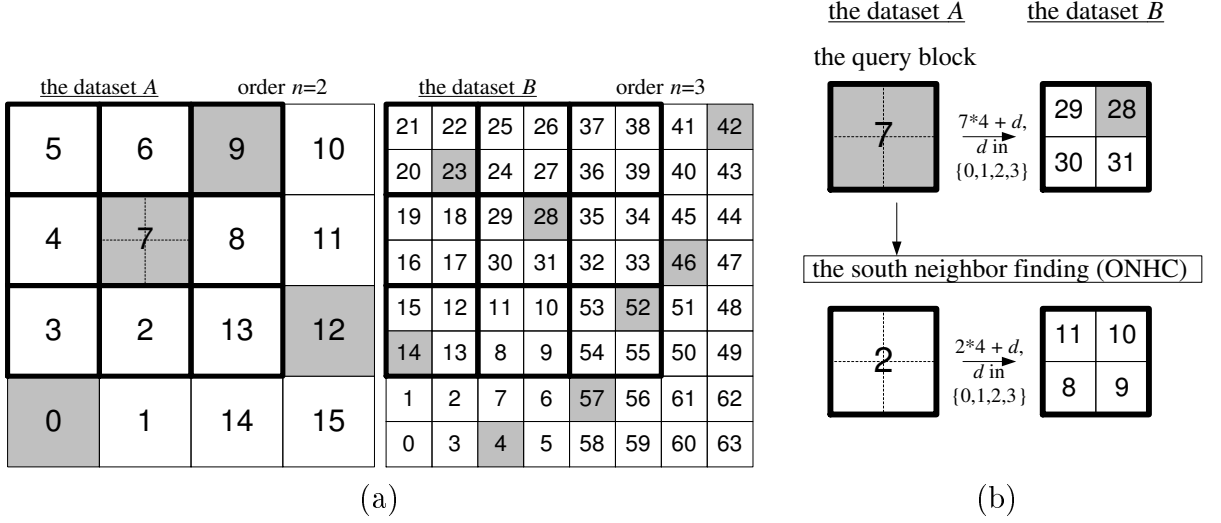 the dataset A order n=2
5 6 9 10
4 7 8 11
3 2 13 12
0 1 14 15
the dataset B order n=3
21 22 25 26 37 38 41 42
20 23 24 27 36 39 40 43
19 18 29 28 35 34 45 44
16 17 30 31 32 33 46 47
15 12 11 10 53 52 51 48
14 13 8 9 54 55 50 49
1 2 7 6 57 56 61 62
0 3 4 5 58 59 60 63
(a)
the dataset A the dataset B
the query block
7
7*4 + d,
d in
{0,1,2,3}
29 28
30 31
the south neighbor finding (ONHC)
2
2*4 + d,
d in
{0,1,2,3}
11 10
8 9
(b)